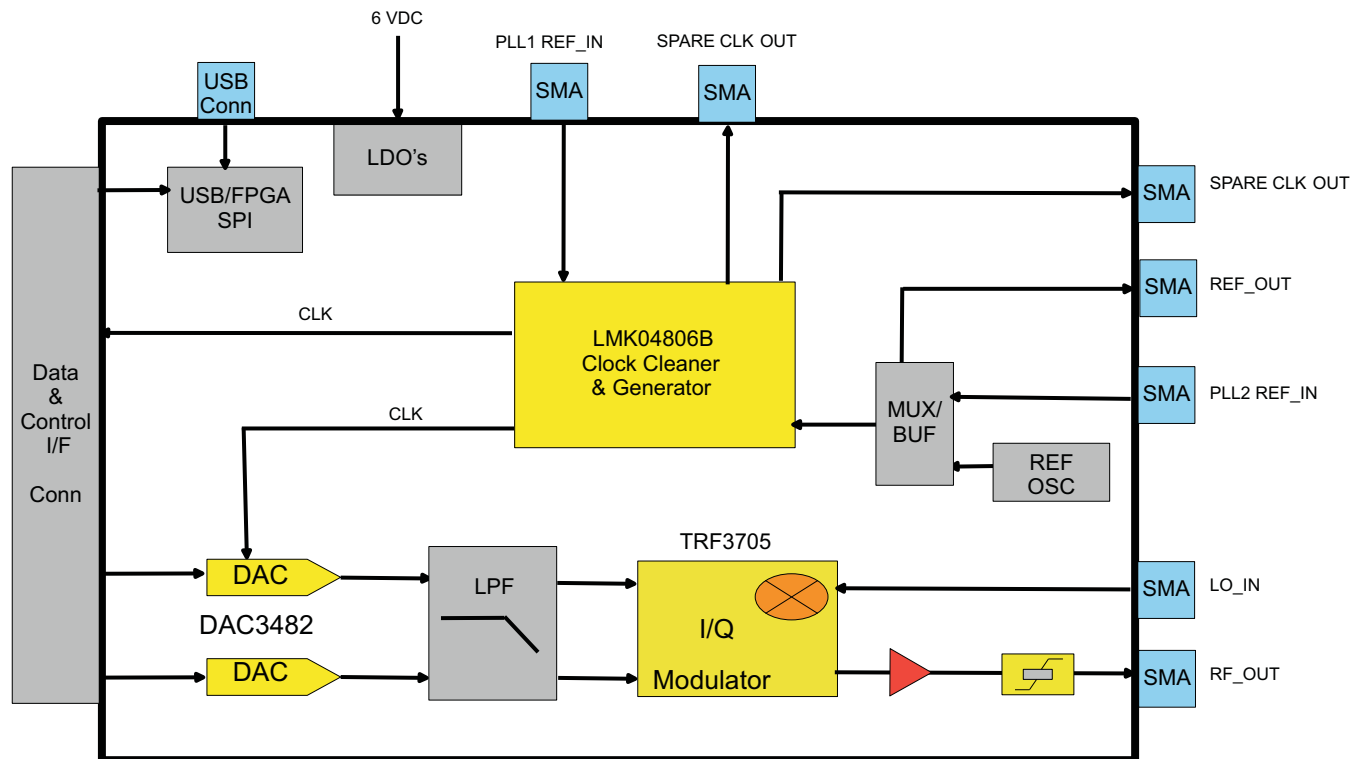 6 VDC
PLL1 REF_IN
SPARE CLK OUT
USB
Conn
SMA
SMA
LDO's
USB/FPGA
SPI
SMA
SPARE CLK OUT
SMA
REF_OUT
CLK
LMK04806B
Clock Cleaner
& Generator
Data
&
Control
I/F
Conn
MUX/
BUF
SMA
PLL2 REF_IN
CLK
REF
OSC
TRF3705
DAC
LPF
SMA
LO_IN
DAC3482
I/Q
Modulator
DAC
SMA
RF_OUT